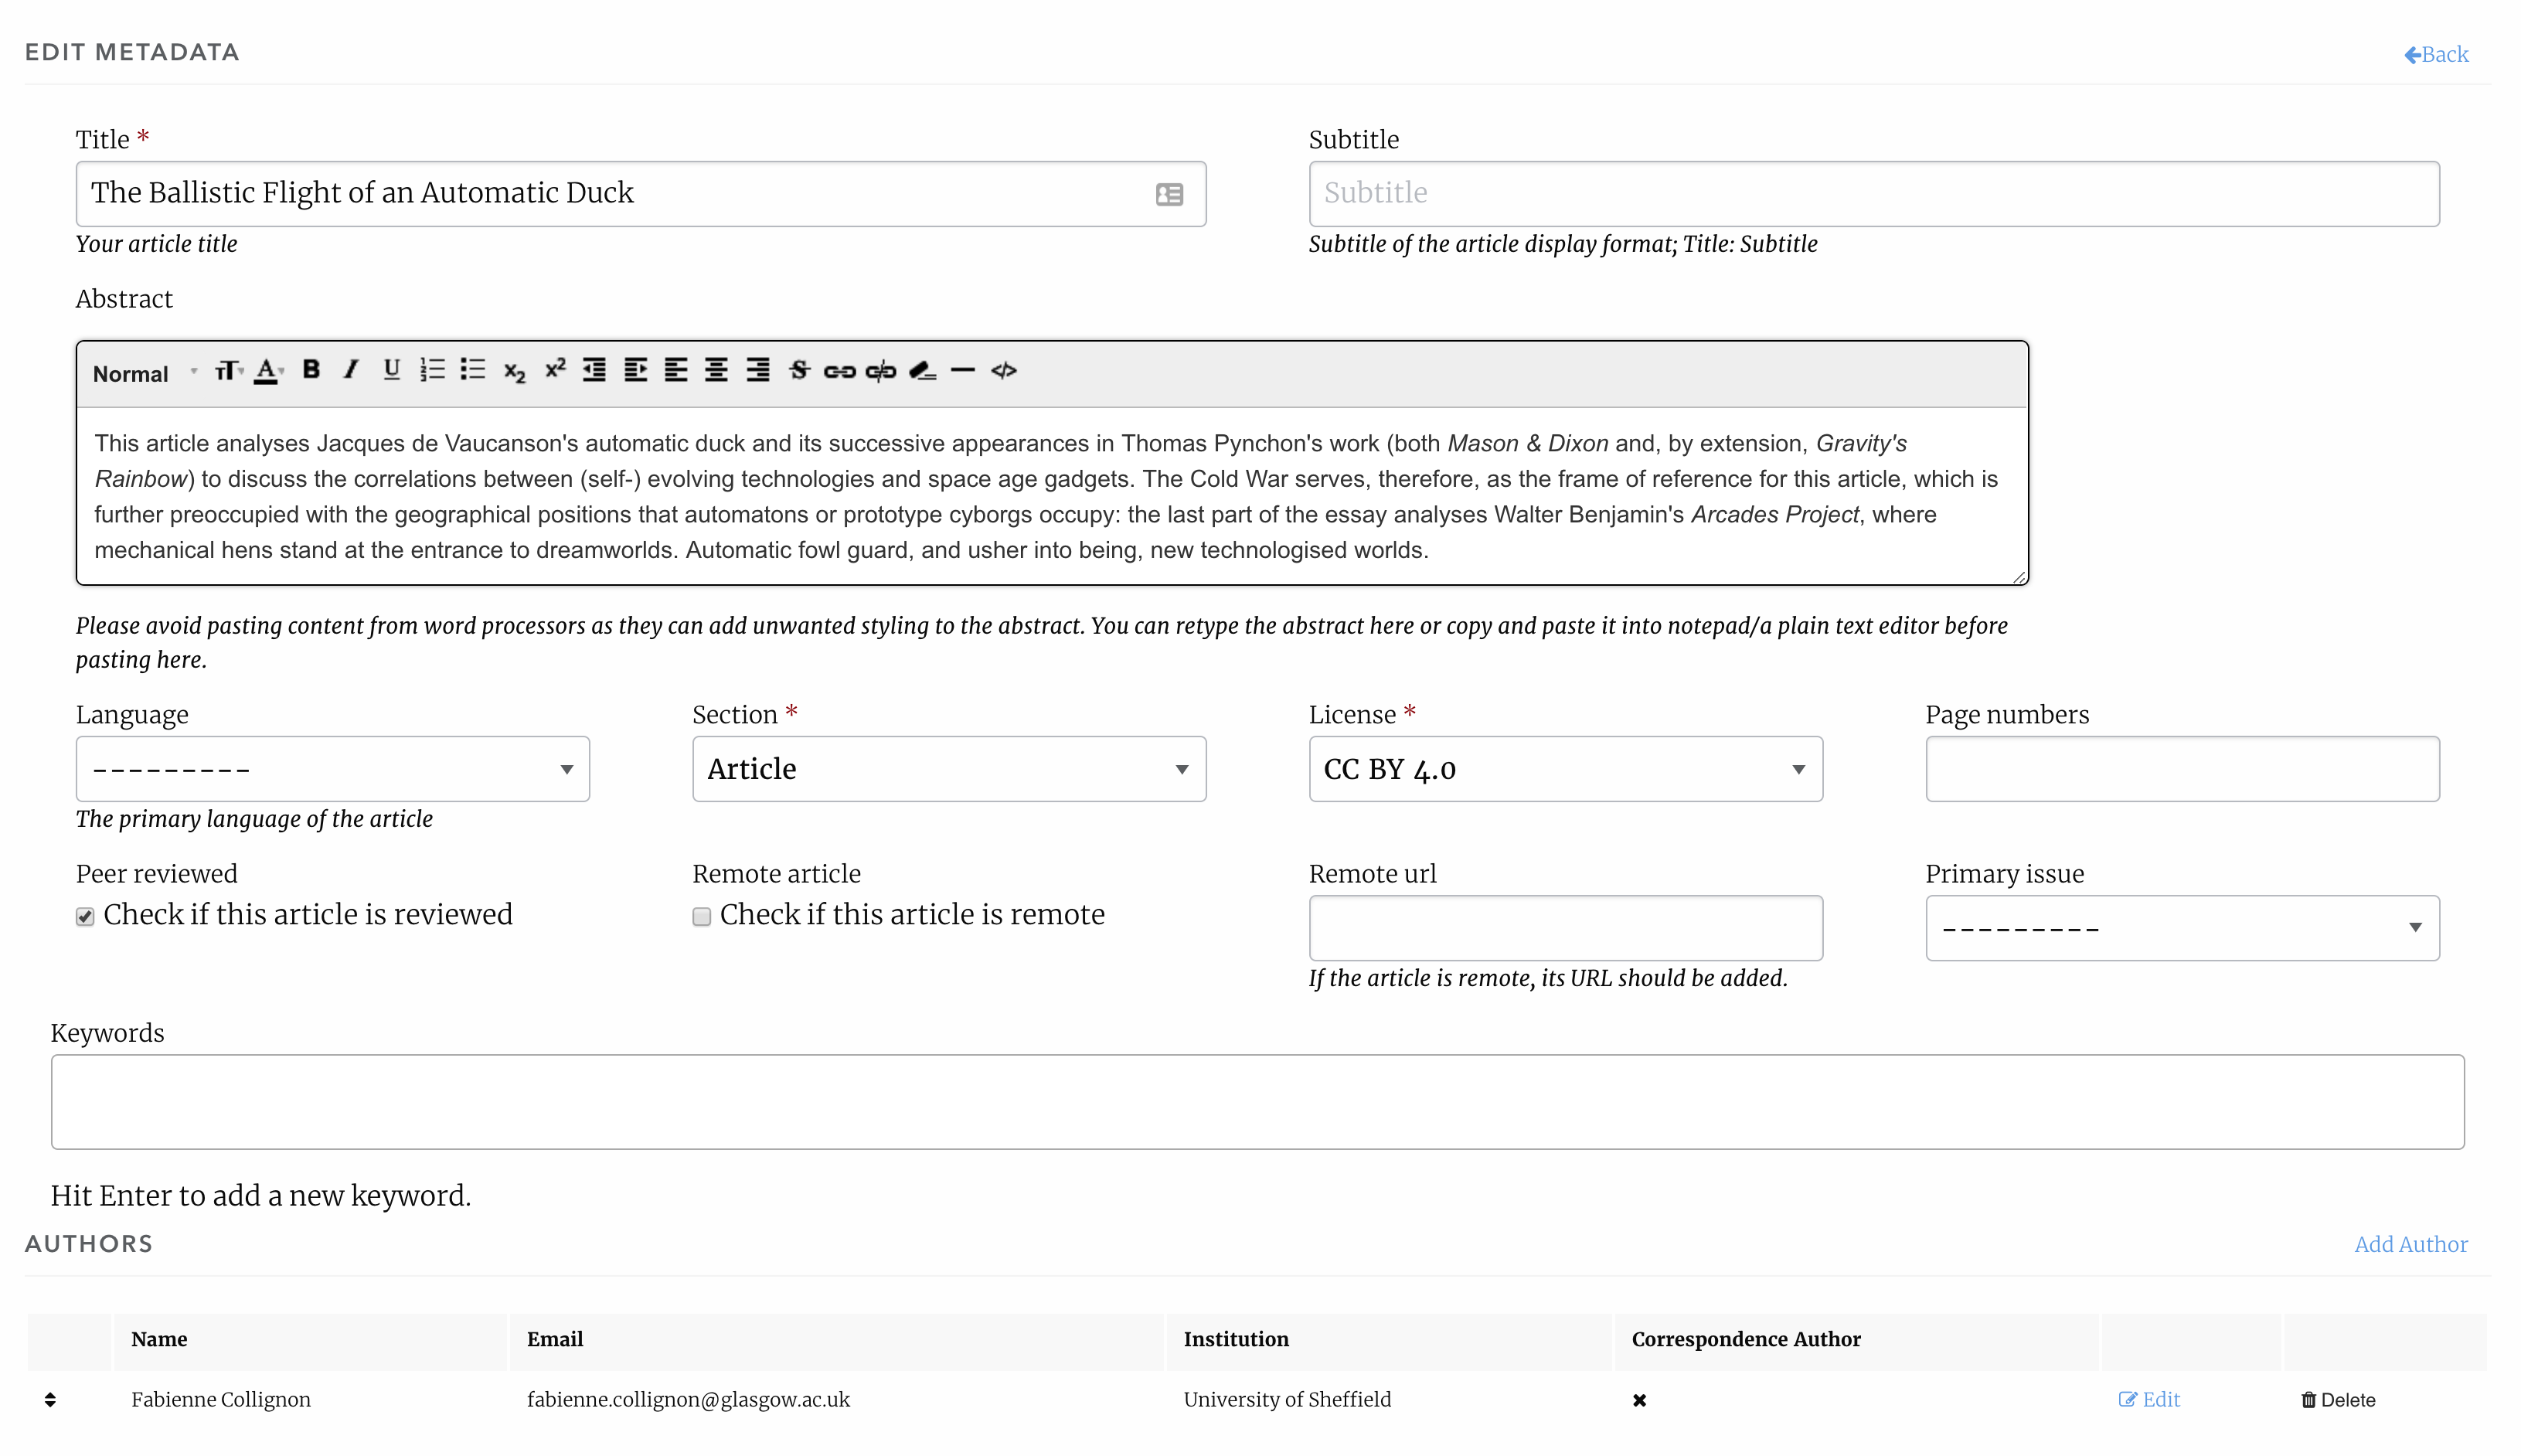 EDIT METADATA
Back
Title *
Subtitle
The Ballistic Flight of an Automatic Duck
Subtitle
Your article title
Subtitle of the article display format; Title: Subtitle
Abstract
Normal
This article analyses Jacques de Vaucanson's automatic duck and its successive appearances in Thomas Pynchon's work (both Mason & Dixon and, by extension, Gravity's
Rainbow) to discuss the correlations between (self-) evolving technologies and space age gadgets. The Cold War serves, therefore, as the frame of reference for this article, which is
further preoccupied with the geographical positions that automatons or prototype cyborgs occupy: the last part of the essay analyses Walter Benjamin's Arcades Project, where
mechanical hens stand at the entrance to dreamworlds. Automatic fowl guard, and usher into being, new technologised worlds.
Please avoid pasting content from word processors as they can add unwanted styling to the abstract. You can retype the abstract here or copy and paste it into notepad/a plain text editor before
pasting here.
Language
Section *
License *
Page numbers
---------
Article
CC BY 4.0
The primary language of the article
Peer reviewed
Remote article
Remote url
Primary issue
Check if this article is reviewed
Check if this article is remote
---------
If the article is remote, its URL should be added.
Keywords
Hit Enter to add a new keyword.
AUTHORS
Add Author
Name
Email
Institution
Correspondence Author
Fabienne Collignon
fabienne.collignon@glasgow.ac.uk
University of Sheffield
Edit
Delete